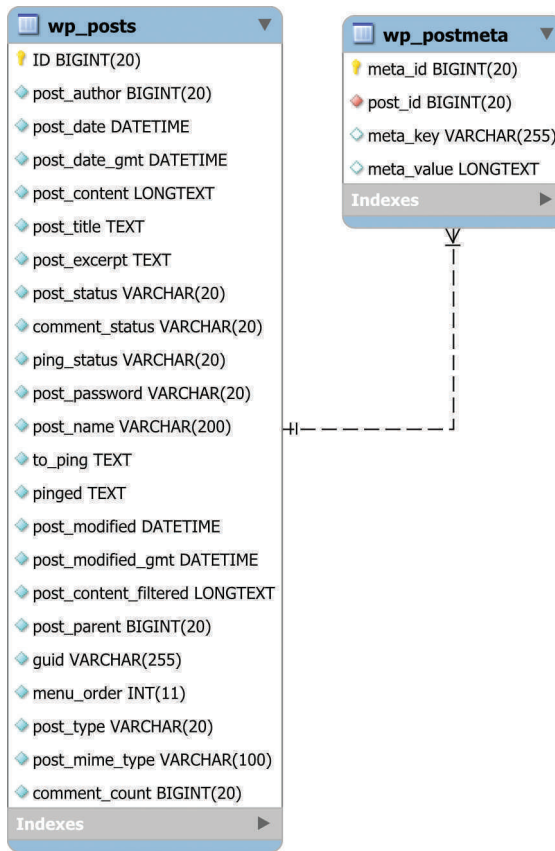 wp_posts
ID BIGINT(20)
post_author BIGINT(20)
post_date DATETIME
post_date_gmt DATETIME
post_content LONGTEXT
post_title TEXT
post_excerpt TEXT
post_status VARCHAR(20)
comment_status VARCHAR(20)
ping_status VARCHAR(20)
post_password VARCHAR(20)
post_name VARCHAR(200)
to_ping TEXT
pinged TEXT
post_modified DATETIME
post_modified_gmt DATETIME
post_content_filtered LONGTEXT
post_parent BIGINT(20)
guid VARCHAR(255)
menu_order INT(11)
post_type VARCHAR(20)
post_mime_type VARCHAR(100)
comment_count BIGINT(20)
Indexes
wp_postmeta
meta_id BIGINT(20)
post_id BIGINT(20)
meta_key VARCHAR(255)
meta_value LONGTEXT
Indexes